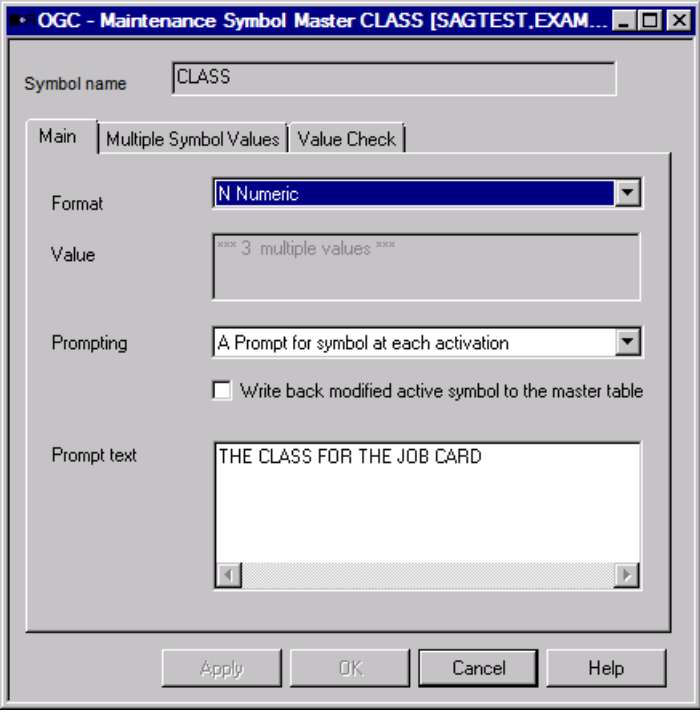 OGC - Maintenance Symbol Master CLASS [SAGTEST.EXAM...
Symbol name
CLASS
Main
Multiple Symbol Values
Value Check
Format
N Numeric
Value
*** 3 multiple values ***
Prompting
A Prompt for symbol at each activation
Write back modified active symbol to the master table
Prompt text
THE CLASS FOR THE JOB CARD
Apply
OK
Cancel
Help